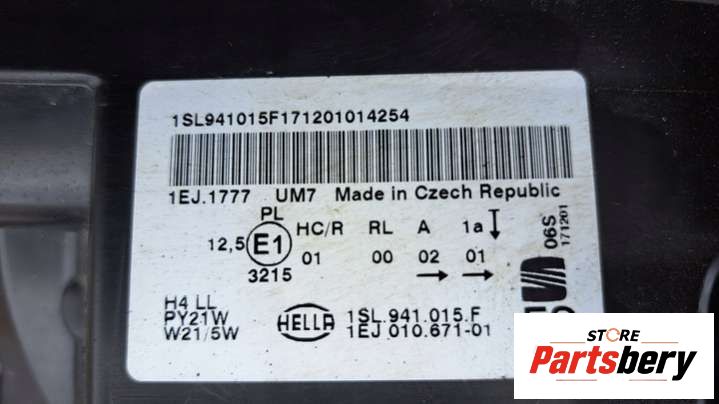 1SL941015F171201014254
1EJ.1777 UM7 Made in Czech Republic
PL
HC/R RL A 1a
12,5 E1
01 00 02 01
3215
06S
171201
H4 LL
PY21W
W21/5W
HELLA
1SL.941.015.F
1EJ 010.671-01
STORE
Partsbery